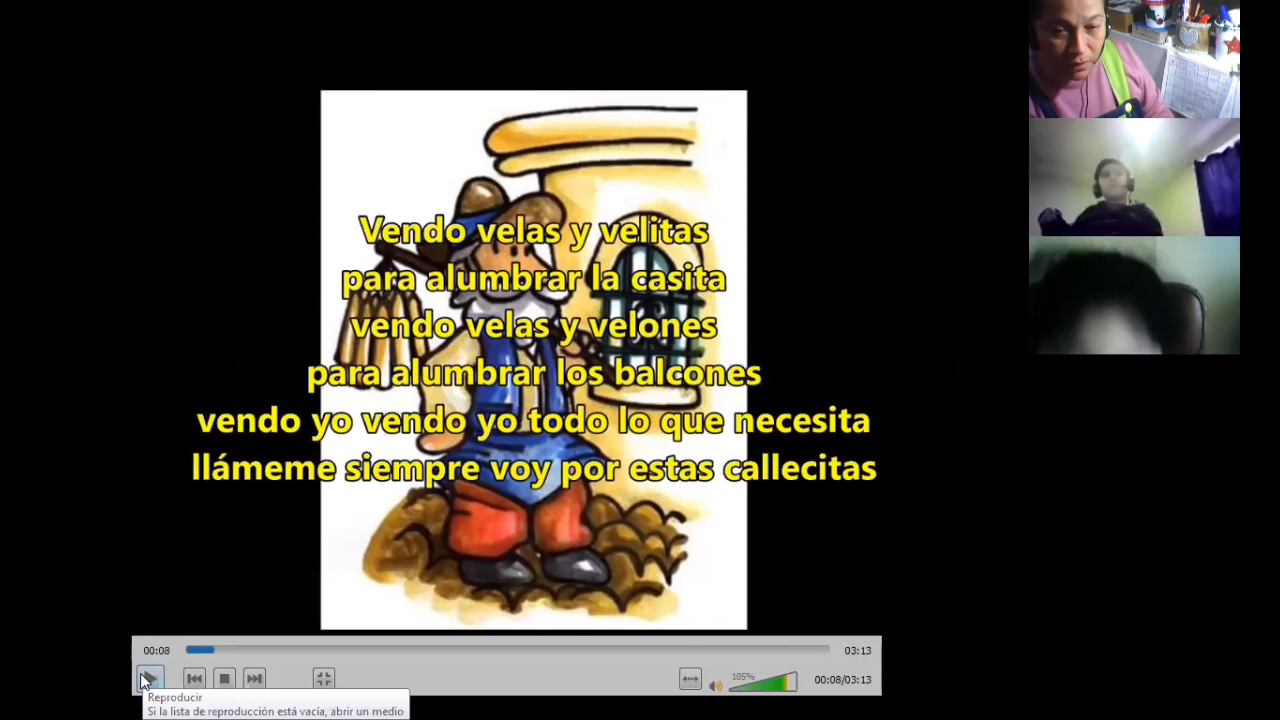 Vendo velas y velitas
para alumbrar la casita
vendo velas y velones
para alumbrar los balcones
vendo yo vendo yo todo lo que necesita
llámeme siempre voy por estas callecitas
00:08
03:13
105%
00:08/03:13
Reproducir
Si la lista de reproducción está vacía, abrir un medio